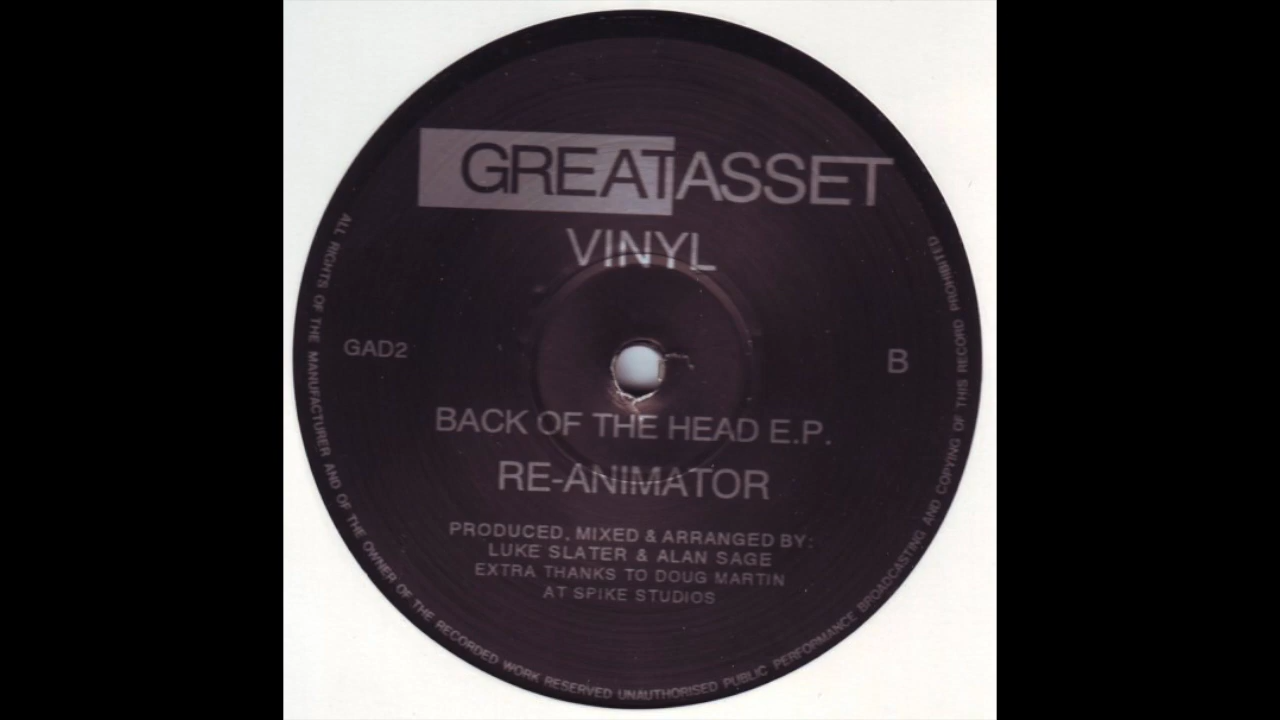 GREATASSET
VINYL
GAD2
B
BACK OF THE HEAD E.P.
RE-ANIMATOR
PRODUCED, MIXED & ARRANGED BY:
LUKE SLATER & ALAN SAGE
EXTRA THANKS TO DOUG MARTIN
AT SPIKE STUDIOS
ALL RIGHTS OF THE MANUFACTURER AND OF THE OWNER OF THE RECORDED WORK RESERVED UNAUTHORISED PUBLIC PERFORMANCE BROADCASTING AND COPYING OF THIS RECORD PROHIBITED